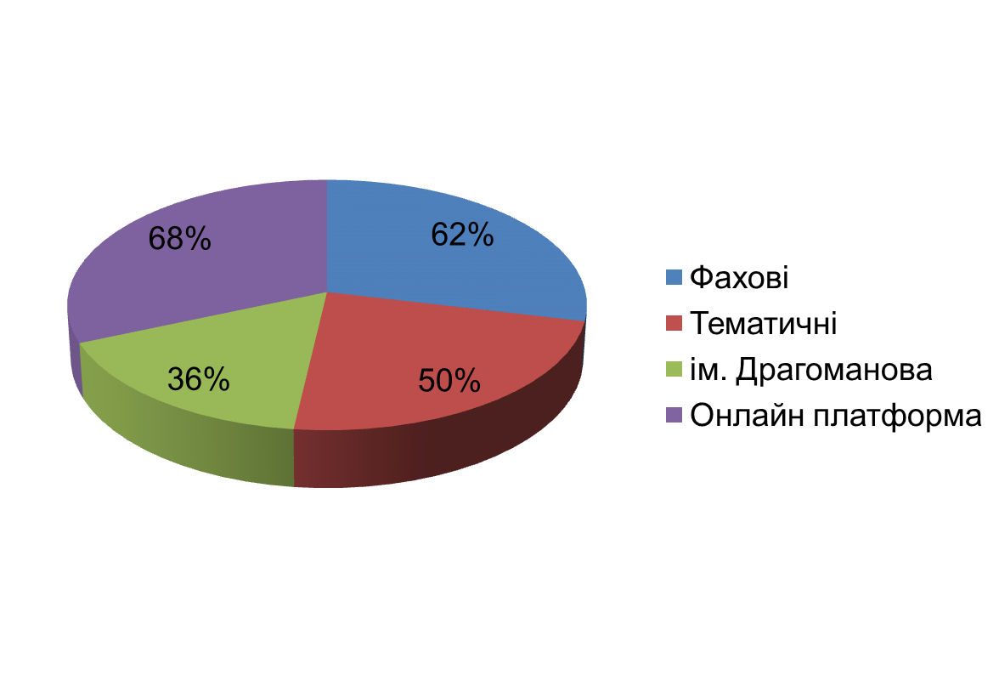 68%
62%
36%
50%
Фахові
Тематичні
ім. Драгоманова
Онлайн платформа